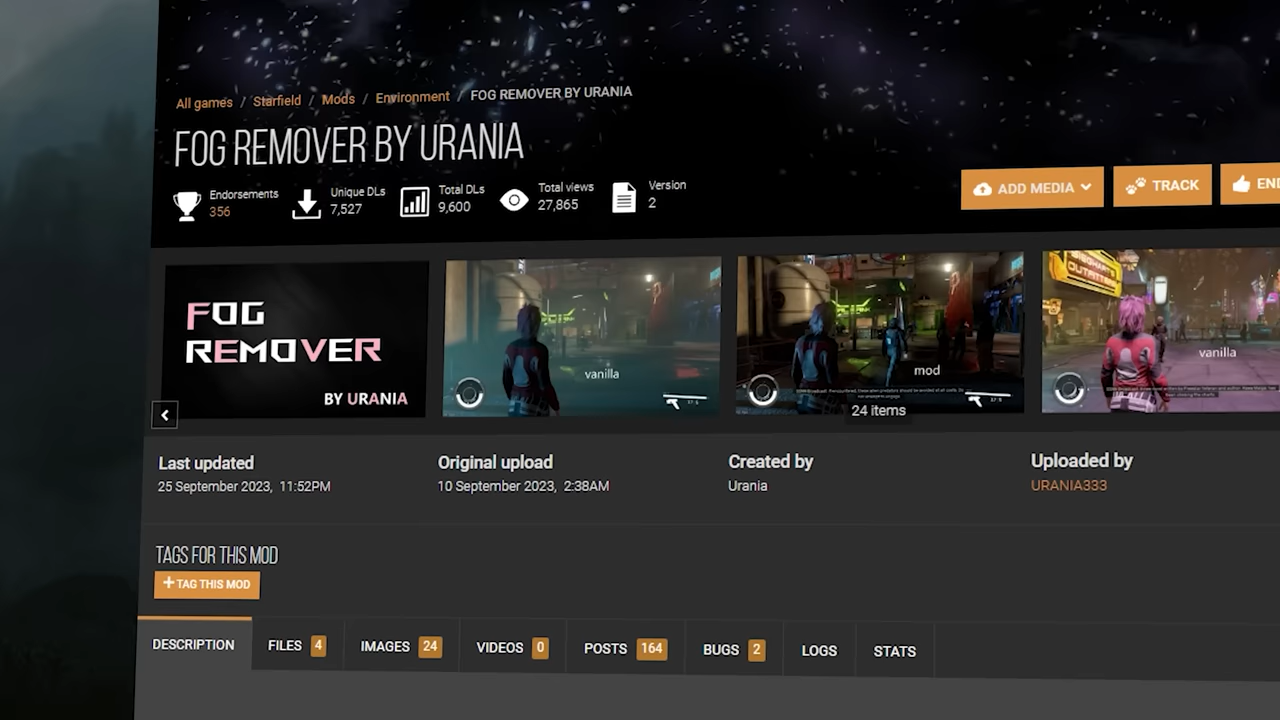 All games / Starfield / Mods / Environment / FOG REMOVER BY URANIA
FOG REMOVER BY URANIA
Endorsements
356
Unique DLs
7,527
Total DLs
9,600
Total views
27,865
Version
2
ADD MEDIA
TRACK
END
FOG
REMOVER
BY URANIA
vanilla
mod
OUTFITTERS
vanilla
24 items
Last updated
25 September 2023, 11:52PM
Original upload
10 September 2023, 2:38AM
Created by
Urania
Uploaded by
URANIA333
TAGS FOR THIS MOD
+ TAG THIS MOD
DESCRIPTION
FILES 4
IMAGES 24
VIDEOS 0
POSTS 164
BUGS 2
LOGS
STATS